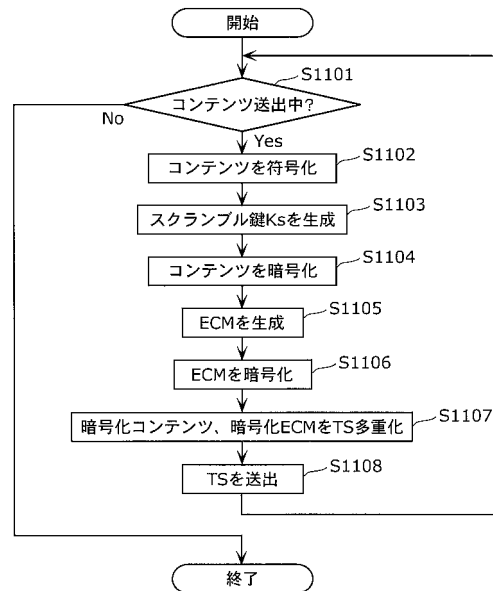 開始
S1101
コンテンツ送出中?
No
Yes
S1102
コンテンツを符号化
S1103
スクランブル鍵Ksを生成
S1104
コンテンツを暗号化
S1105
ECMを生成
S1106
ECMを暗号化
S1107
暗号化コンテンツ、暗号化ECMをTS多重化
S1108
TSを送出
終了